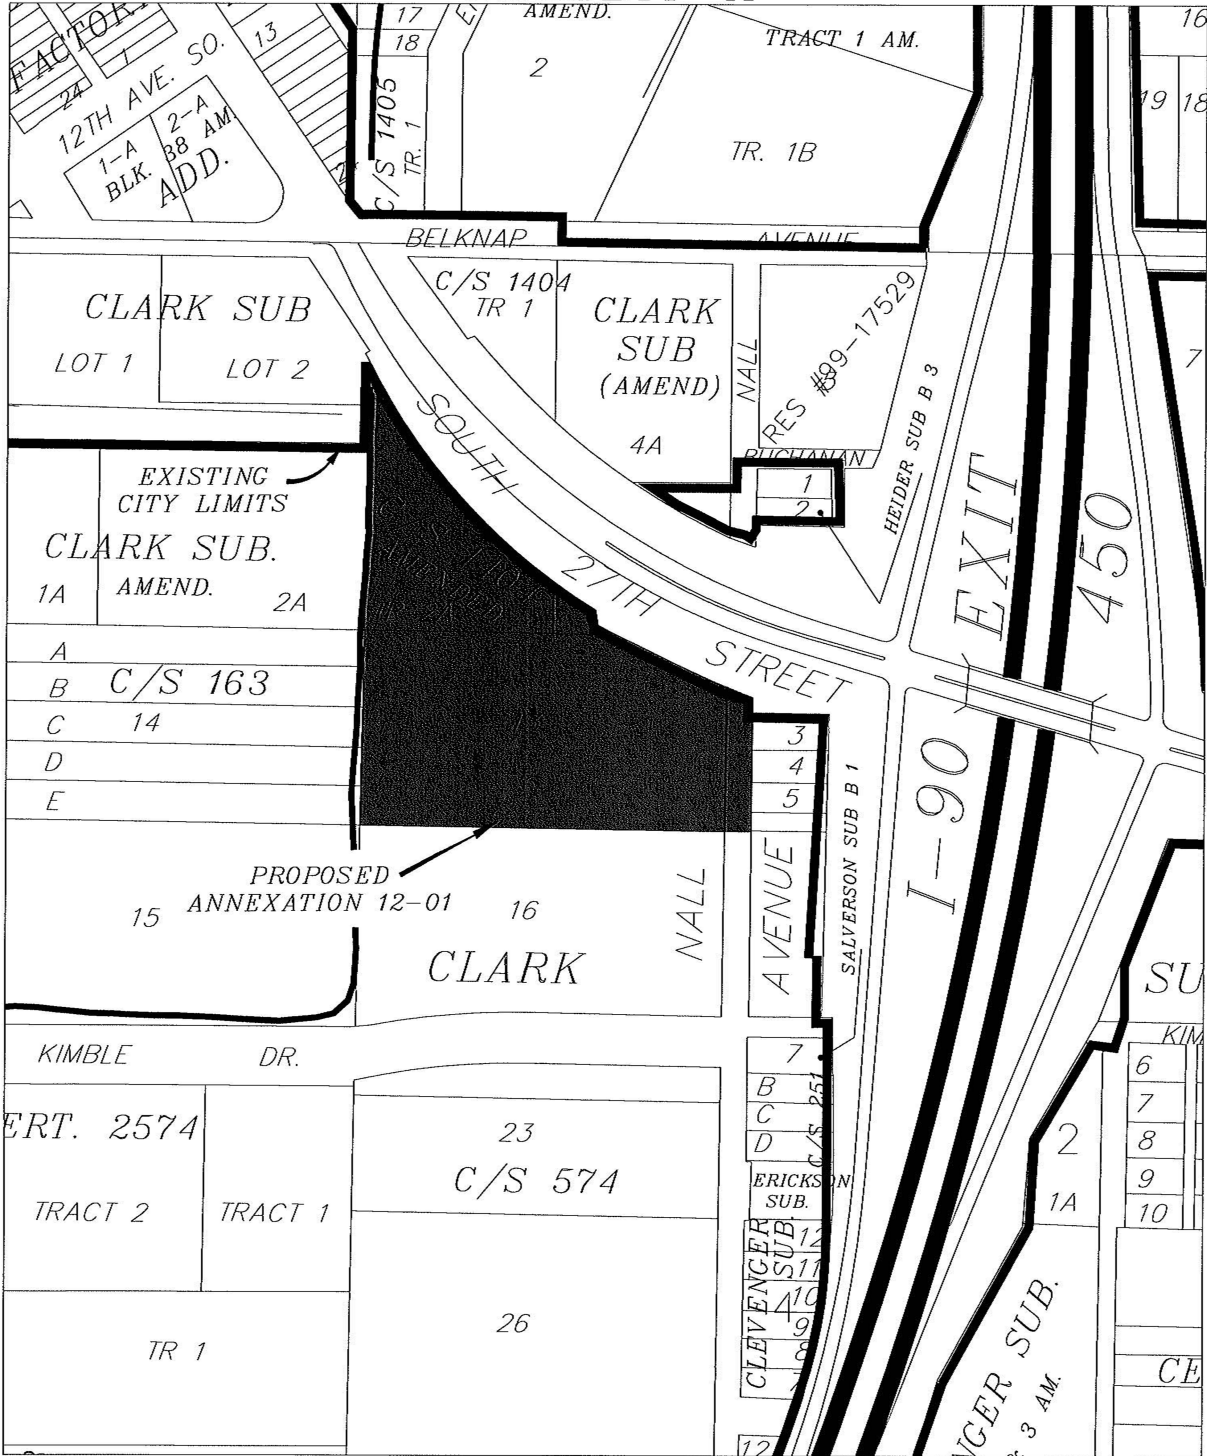 FACTORY
1
24
13
12TH AVE. SO.
1-A
2-A
BLK. 38 AM.
ADD.
17
18
C/S 1405
TR. 1
AMEND.
2
TRACT 1 AM.
TR. 1B
16
19
18
BELKNAP
AVENUE
CLARK SUB
LOT 1
LOT 2
C/S 1404
TR 1
CLARK
SUB
(AMEND)
4A
NALL
RES #99-17529
BUCHANAN
1
2
HEIDER SUB B 3
7
EXISTING
CITY LIMITS
CLARK SUB.
AMEND.
1A
2A
SOUTH
27TH
STREET
EXIT
450
AMENDED
A
B
C
D
E
C/S 163
14
3
4
5
I-90
SALVERSON SUB B 1
PROPOSED
ANNEXATION 12-01
15
16
CLARK
NALL
AVENUE
SU
KIMBLE
DR.
KIM
7
B
C
D
C/S 251
ERICKSON
SUB.
ERT. 2574
TRACT 2
TRACT 1
TR 1
23
C/S 574
26
CLEVENGER
SUB.
4
12
11
10
9
8
7
12
2
1A
6
7
8
9
10
NGER SUB.
& 3 AM.
CE